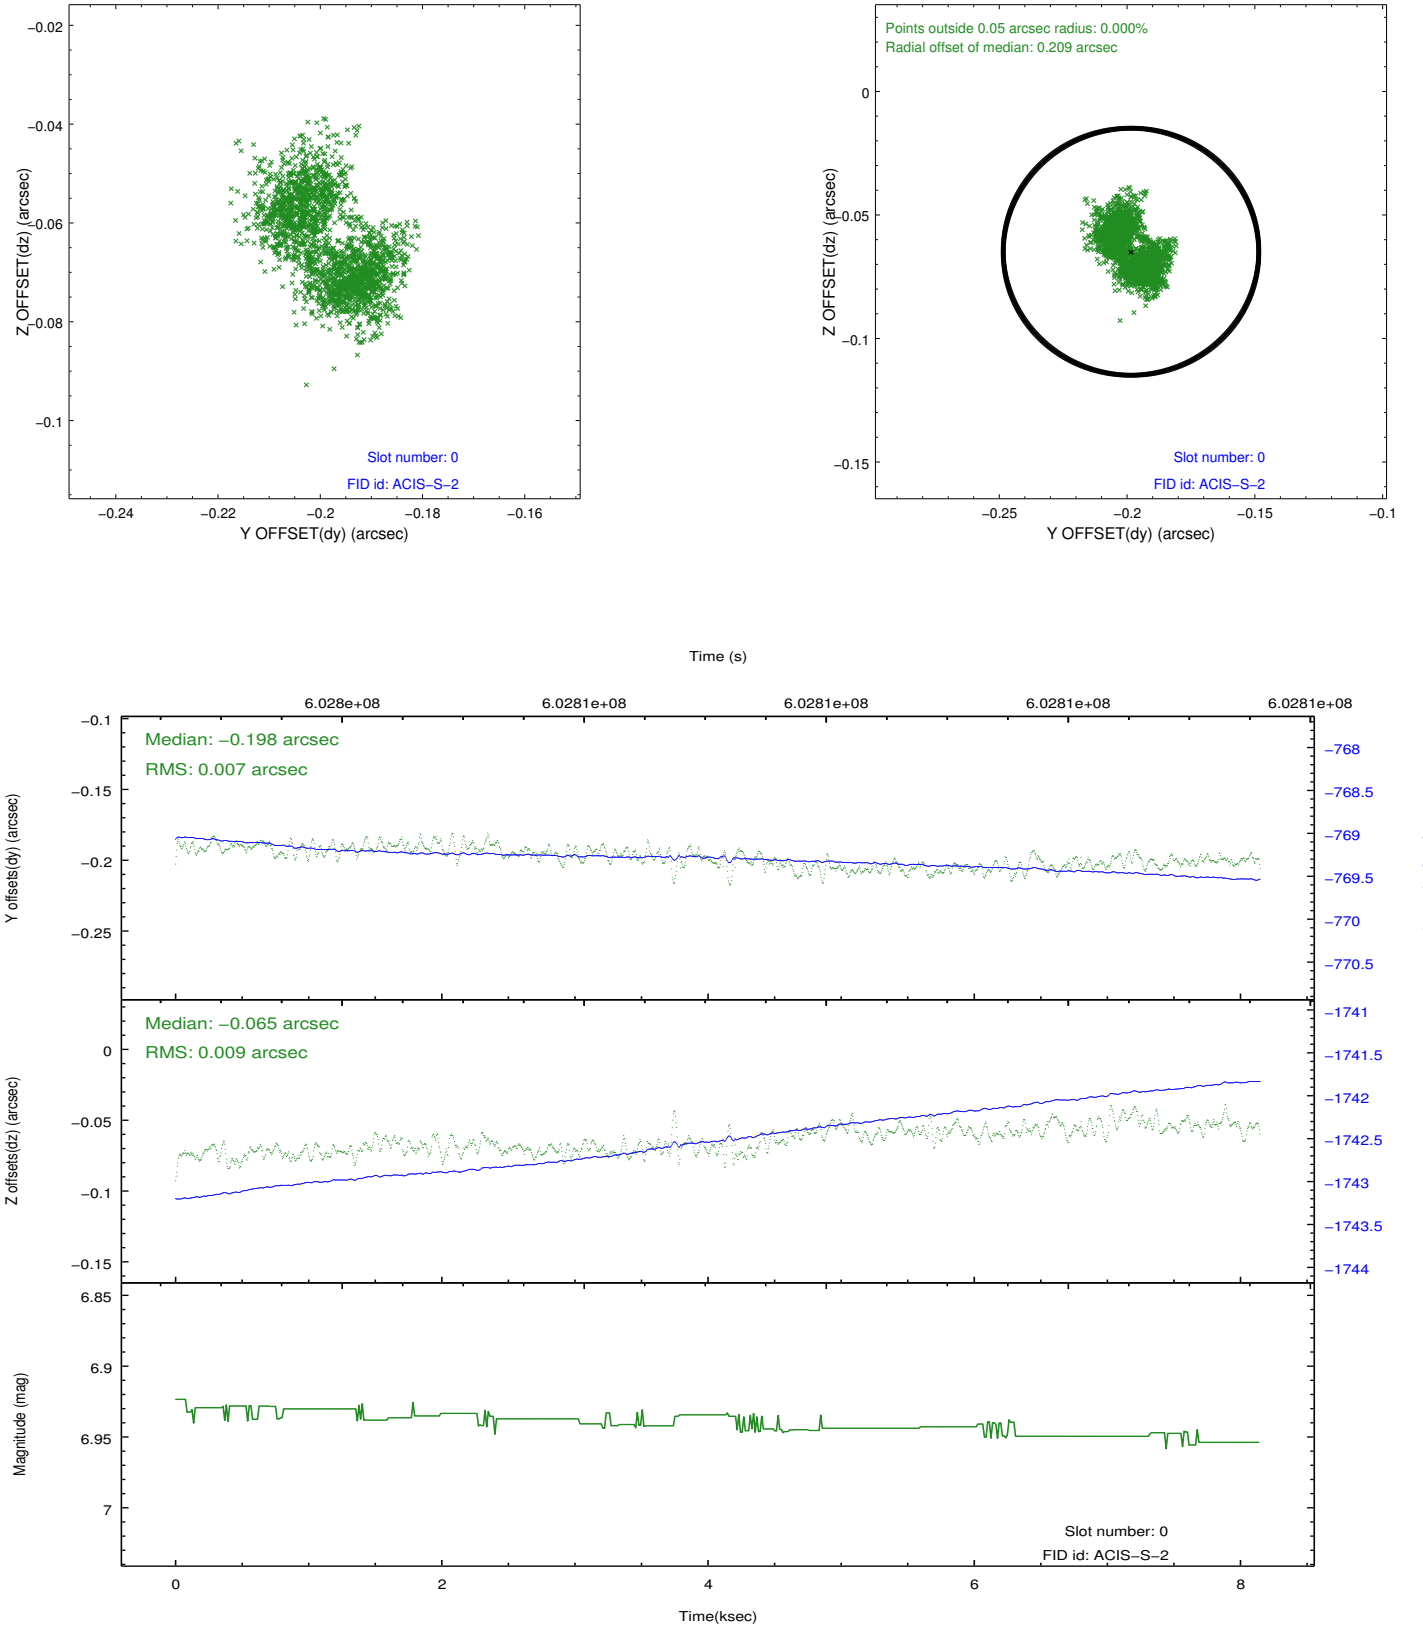 −0.02
−0.04
−0.06
−0.08
−0.1
Z OFFSET(dz) (arcsec)
Slot number: 0
FID id: ACIS−S−2
−0.24
−0.22
−0.2
−0.18
−0.16
Y OFFSET(dy) (arcsec)
Points outside 0.05 arcsec radius: 0.000%
Radial offset of median: 0.209 arcsec
0
−0.05
−0.1
−0.15
Z OFFSET(dz) (arcsec)
Slot number: 0
FID id: ACIS−S−2
−0.25
−0.2
−0.15
−0.1
Y OFFSET(dy) (arcsec)
Time (s)
6.028e+08
6.0281e+08
6.0281e+08
6.0281e+08
6.0281e+08
Median: −0.198 arcsec
RMS: 0.007 arcsec
−0.1
−0.15
−0.2
−0.25
Y offsets(dy) (arcsec)
−768
−768.5
−769
−769.5
−770
−770.5
Median: −0.065 arcsec
RMS: 0.009 arcsec
0
−0.05
−0.1
−0.15
Z offsets(dz) (arcsec)
−1741
−1741.5
−1742
−1742.5
−1743
−1743.5
−1744
6.85
6.9
6.95
7
Magnitude (mag)
Slot number: 0
FID id: ACIS−S−2
0
2
4
6
8
Time(ksec)